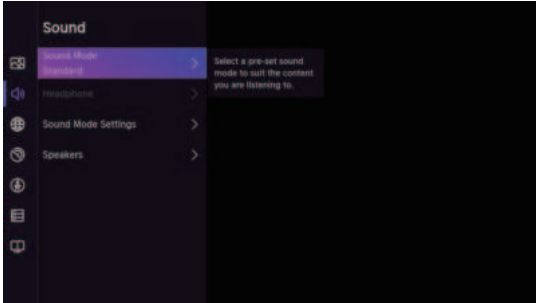 Sound
Sound Mode
Standard
Headphone
Sound Mode Settings
Speakers
Select a pre-set sound
mode to suit the content
you are listening to.